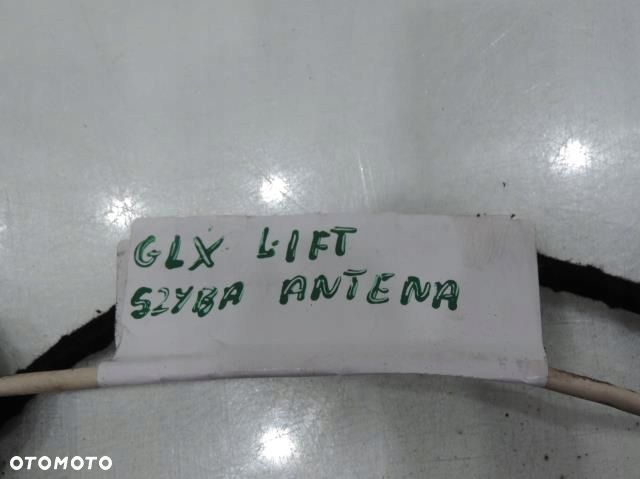 GLX LIFT
SZYBA ANTENA
OTOMOTO